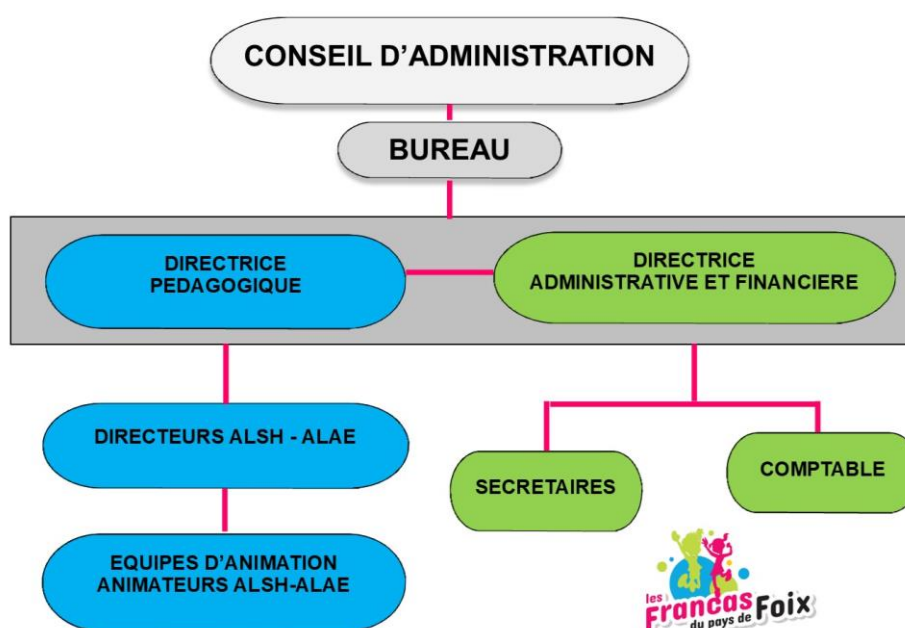 CONSEIL D'ADMINISTRATION
BUREAU
DIRECTRICE
PEDAGOGIQUE
DIRECTRICE
ADMINISTRATIVE ET FINANCIERE
DIRECTEURS ALSH - ALAE
SECRETAIRES
COMPTABLE
EQUIPES D'ANIMATION
ANIMATEURS ALSH-ALAE
les
Francas
du pays de Foix